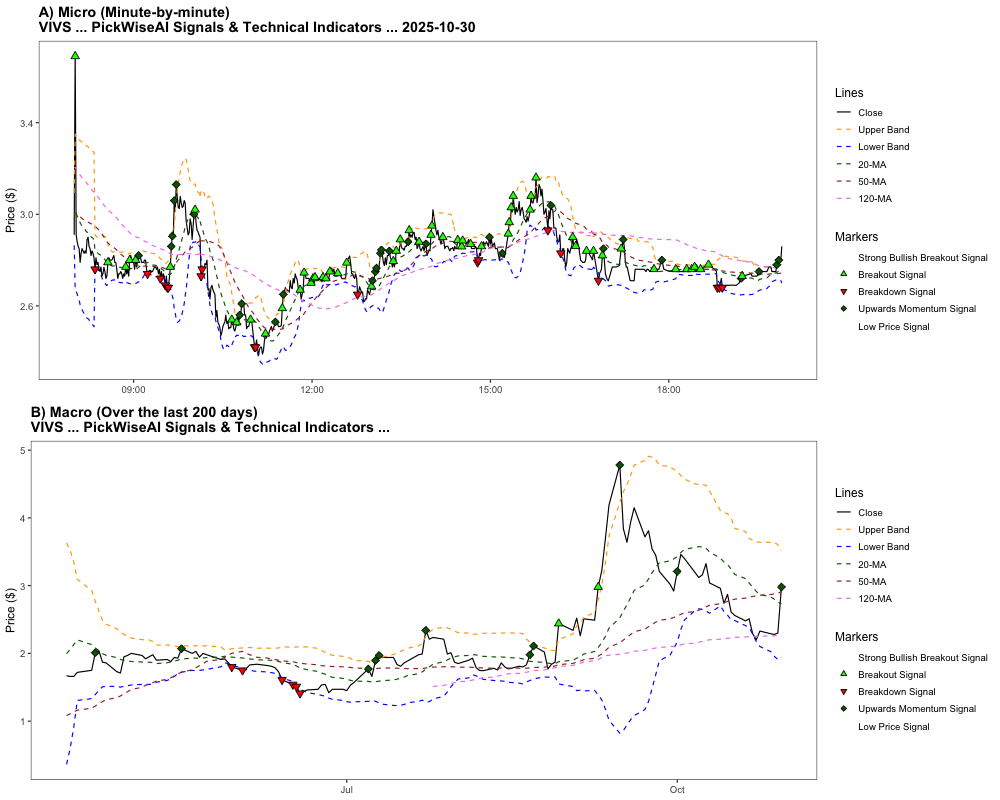 A) Micro (Minute-by-minute)
VIVS ... PickWiseAI Signals & Technical Indicators ... 2025-10-30
Price ($)
3.4
3.0
2.6
09:00
12:00
15:00
18:00
Lines
Close
Upper Band
Lower Band
20-MA
50-MA
120-MA
Markers
Strong Bullish Breakout Signal
Breakout Signal
Breakdown Signal
Upwards Momentum Signal
Low Price Signal
B) Macro (Over the last 200 days)
VIVS ... PickWiseAI Signals & Technical Indicators ...
Price ($)
5
4
3
2
1
Jul
Oct
Lines
Close
Upper Band
Lower Band
20-MA
50-MA
120-MA
Markers
Strong Bullish Breakout Signal
Breakout Signal
Breakdown Signal
Upwards Momentum Signal
Low Price Signal